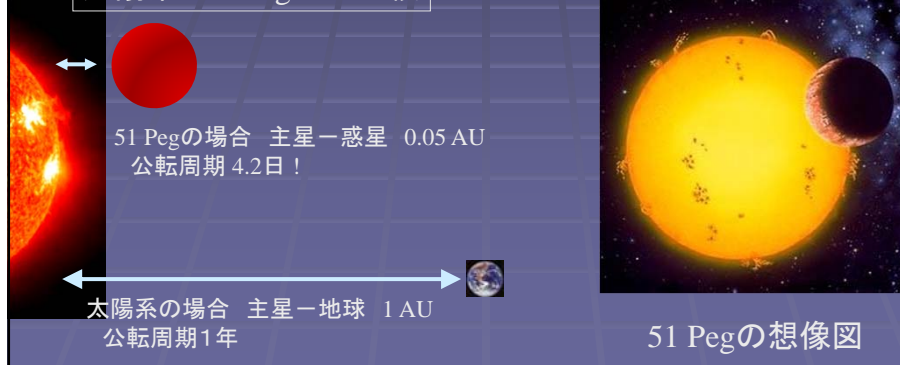 51 Pegの場合　主星－惑星　0.05 AU
公転周期 4.2日！
太陽系の場合　主星－地球　1 AU
公転周期１年
51 Pegの想像図